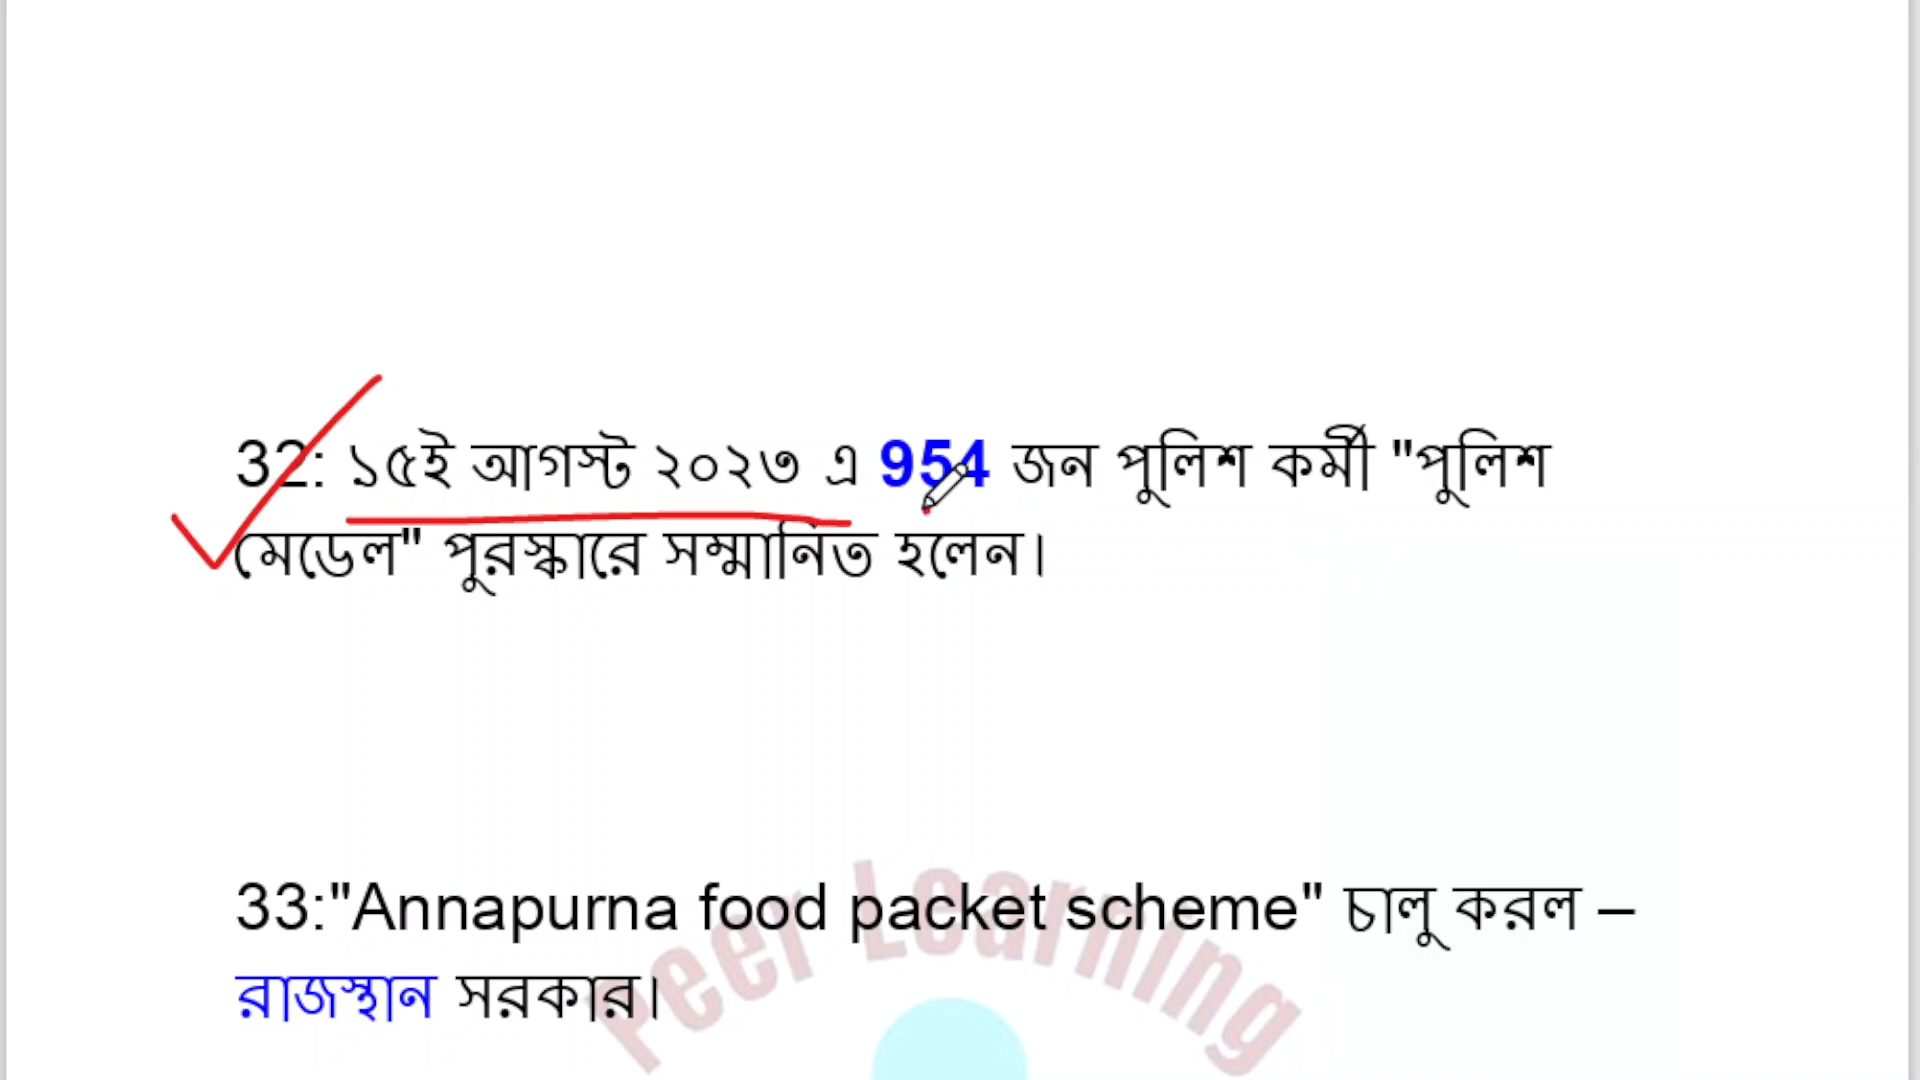 32: ১৫ই আগস্ট ২০২৩ এ 954 জন পুলিশ কর্মী "পুলিশ
মেডেল" পুরস্কারে সম্মানিত হলেন।
33:"Annapurna food packet scheme" চালু করল –
রাজস্থান সরকার।
Peer Learning